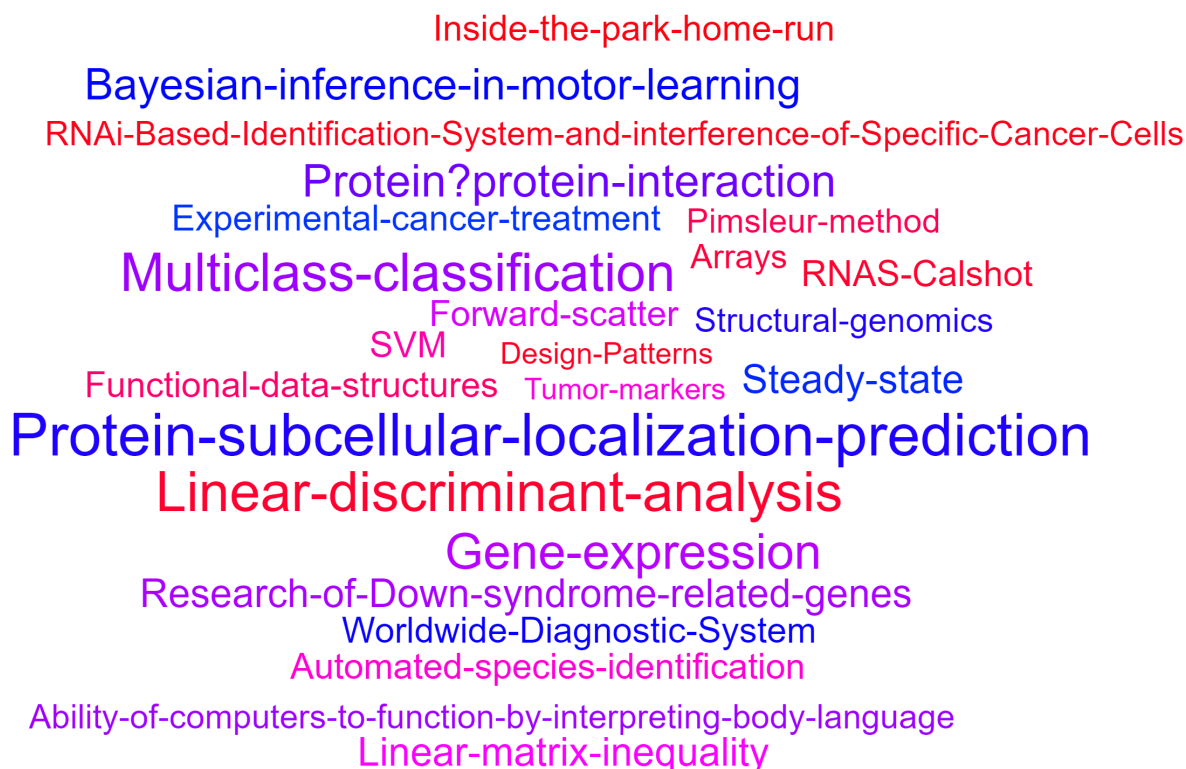 Inside-the-park-home-run
Bayesian-inference-in-motor-learning
RNAi-Based-Identification-System-and-interference-of-Specific-Cancer-Cells
Protein?protein-interaction
Experimental-cancer-treatment Pimsleur-method
Multiclass-classification Arrays RNAS-Calshot
Forward-scatter Structural-genomics
SVM Design-Patterns
Functional-data-structures Tumor-markers Steady-state
Protein-subcellular-localization-prediction
Linear-discriminant-analysis
Gene-expression
Research-of-Down-syndrome-related-genes
Worldwide-Diagnostic-System
Automated-species-identification
Ability-of-computers-to-function-by-interpreting-body-language
Linear-matrix-inequality